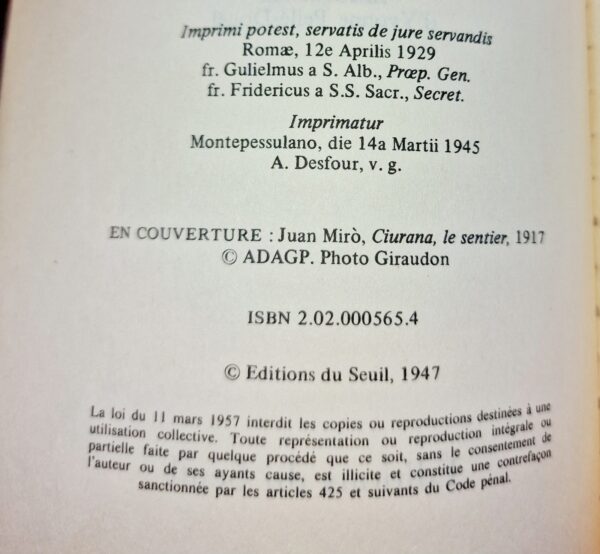 Imprimi potest, servatis de jure servandis
Romæ, 12e Aprilis 1929
fr. Gulielmus a S. Alb., Præp. Gen.
fr. Fridericus a S.S. Sacr., Secret.
Imprimatur
Montepessulano, die 14a Martii 1945
A. Desfour, v. g.
EN COUVERTURE : Juan Mirò, Ciurana, le sentier, 1917
© ADAGP. Photo Giraudon
ISBN 2.02.000565.4
© Editions du Seuil, 1947
La loi du 11 mars 1957 interdit les copies ou reproductions destinées à une
utilisation collective. Toute représentation ou reproduction intégrale ou
partielle faite par quelque procédé que ce soit, sans le consentement de
l'auteur ou de ses ayants cause, est illicite et constitue une contrefaçon
sanctionnée par les articles 425 et suivants du Code pénal.